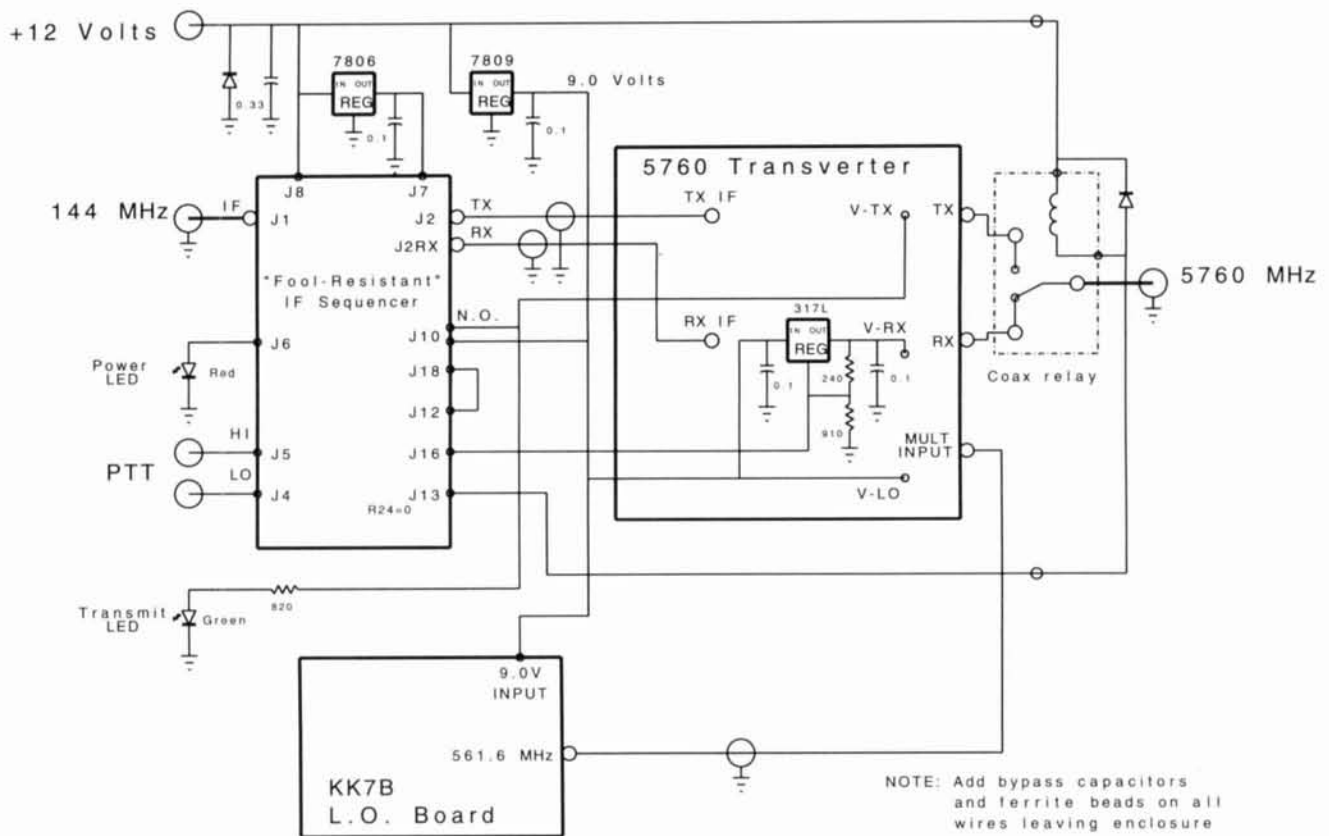 +12 Volts
0.33
7806
IN OUT
REG
0.1
7809
IN OUT
REG
0.1
9.0 Volts
144 MHz
IF
J8
J7
J1
J2
J2RX
TX
RX
"Fool-Resistant"
IF Sequencer
N.O.
J10
J6
J18
J12
J16
J5
J4
J13
R24=0
Power
LED
Red
HI
PTT
LO
Transmit
LED
Green
820
5760 Transverter
TX IF
V-TX
TX
RX IF
317L
IN OUT
REG
V-RX
RX
0.1
240
0.1
910
MULT
INPUT
V-LO
Coax relay
5760 MHz
9.0V
INPUT
561.6 MHz
KK7B
L.O. Board
NOTE: Add bypass capacitors
and ferrite beads on all
wires leaving enclosure